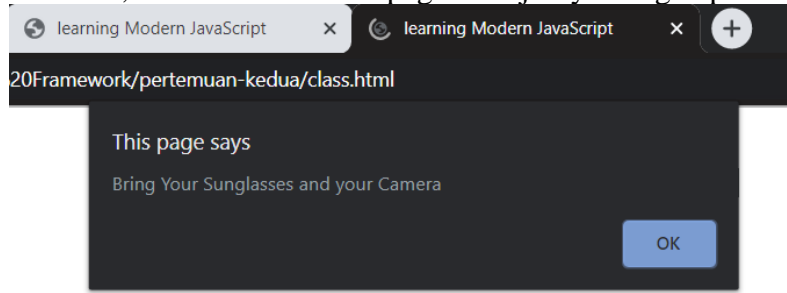 learning Modern JavaScript × learning Modern JavaScript × +
20Framework/pertemuan-kedua/class.html
This page says
Bring Your Sunglasses and your Camera
OK